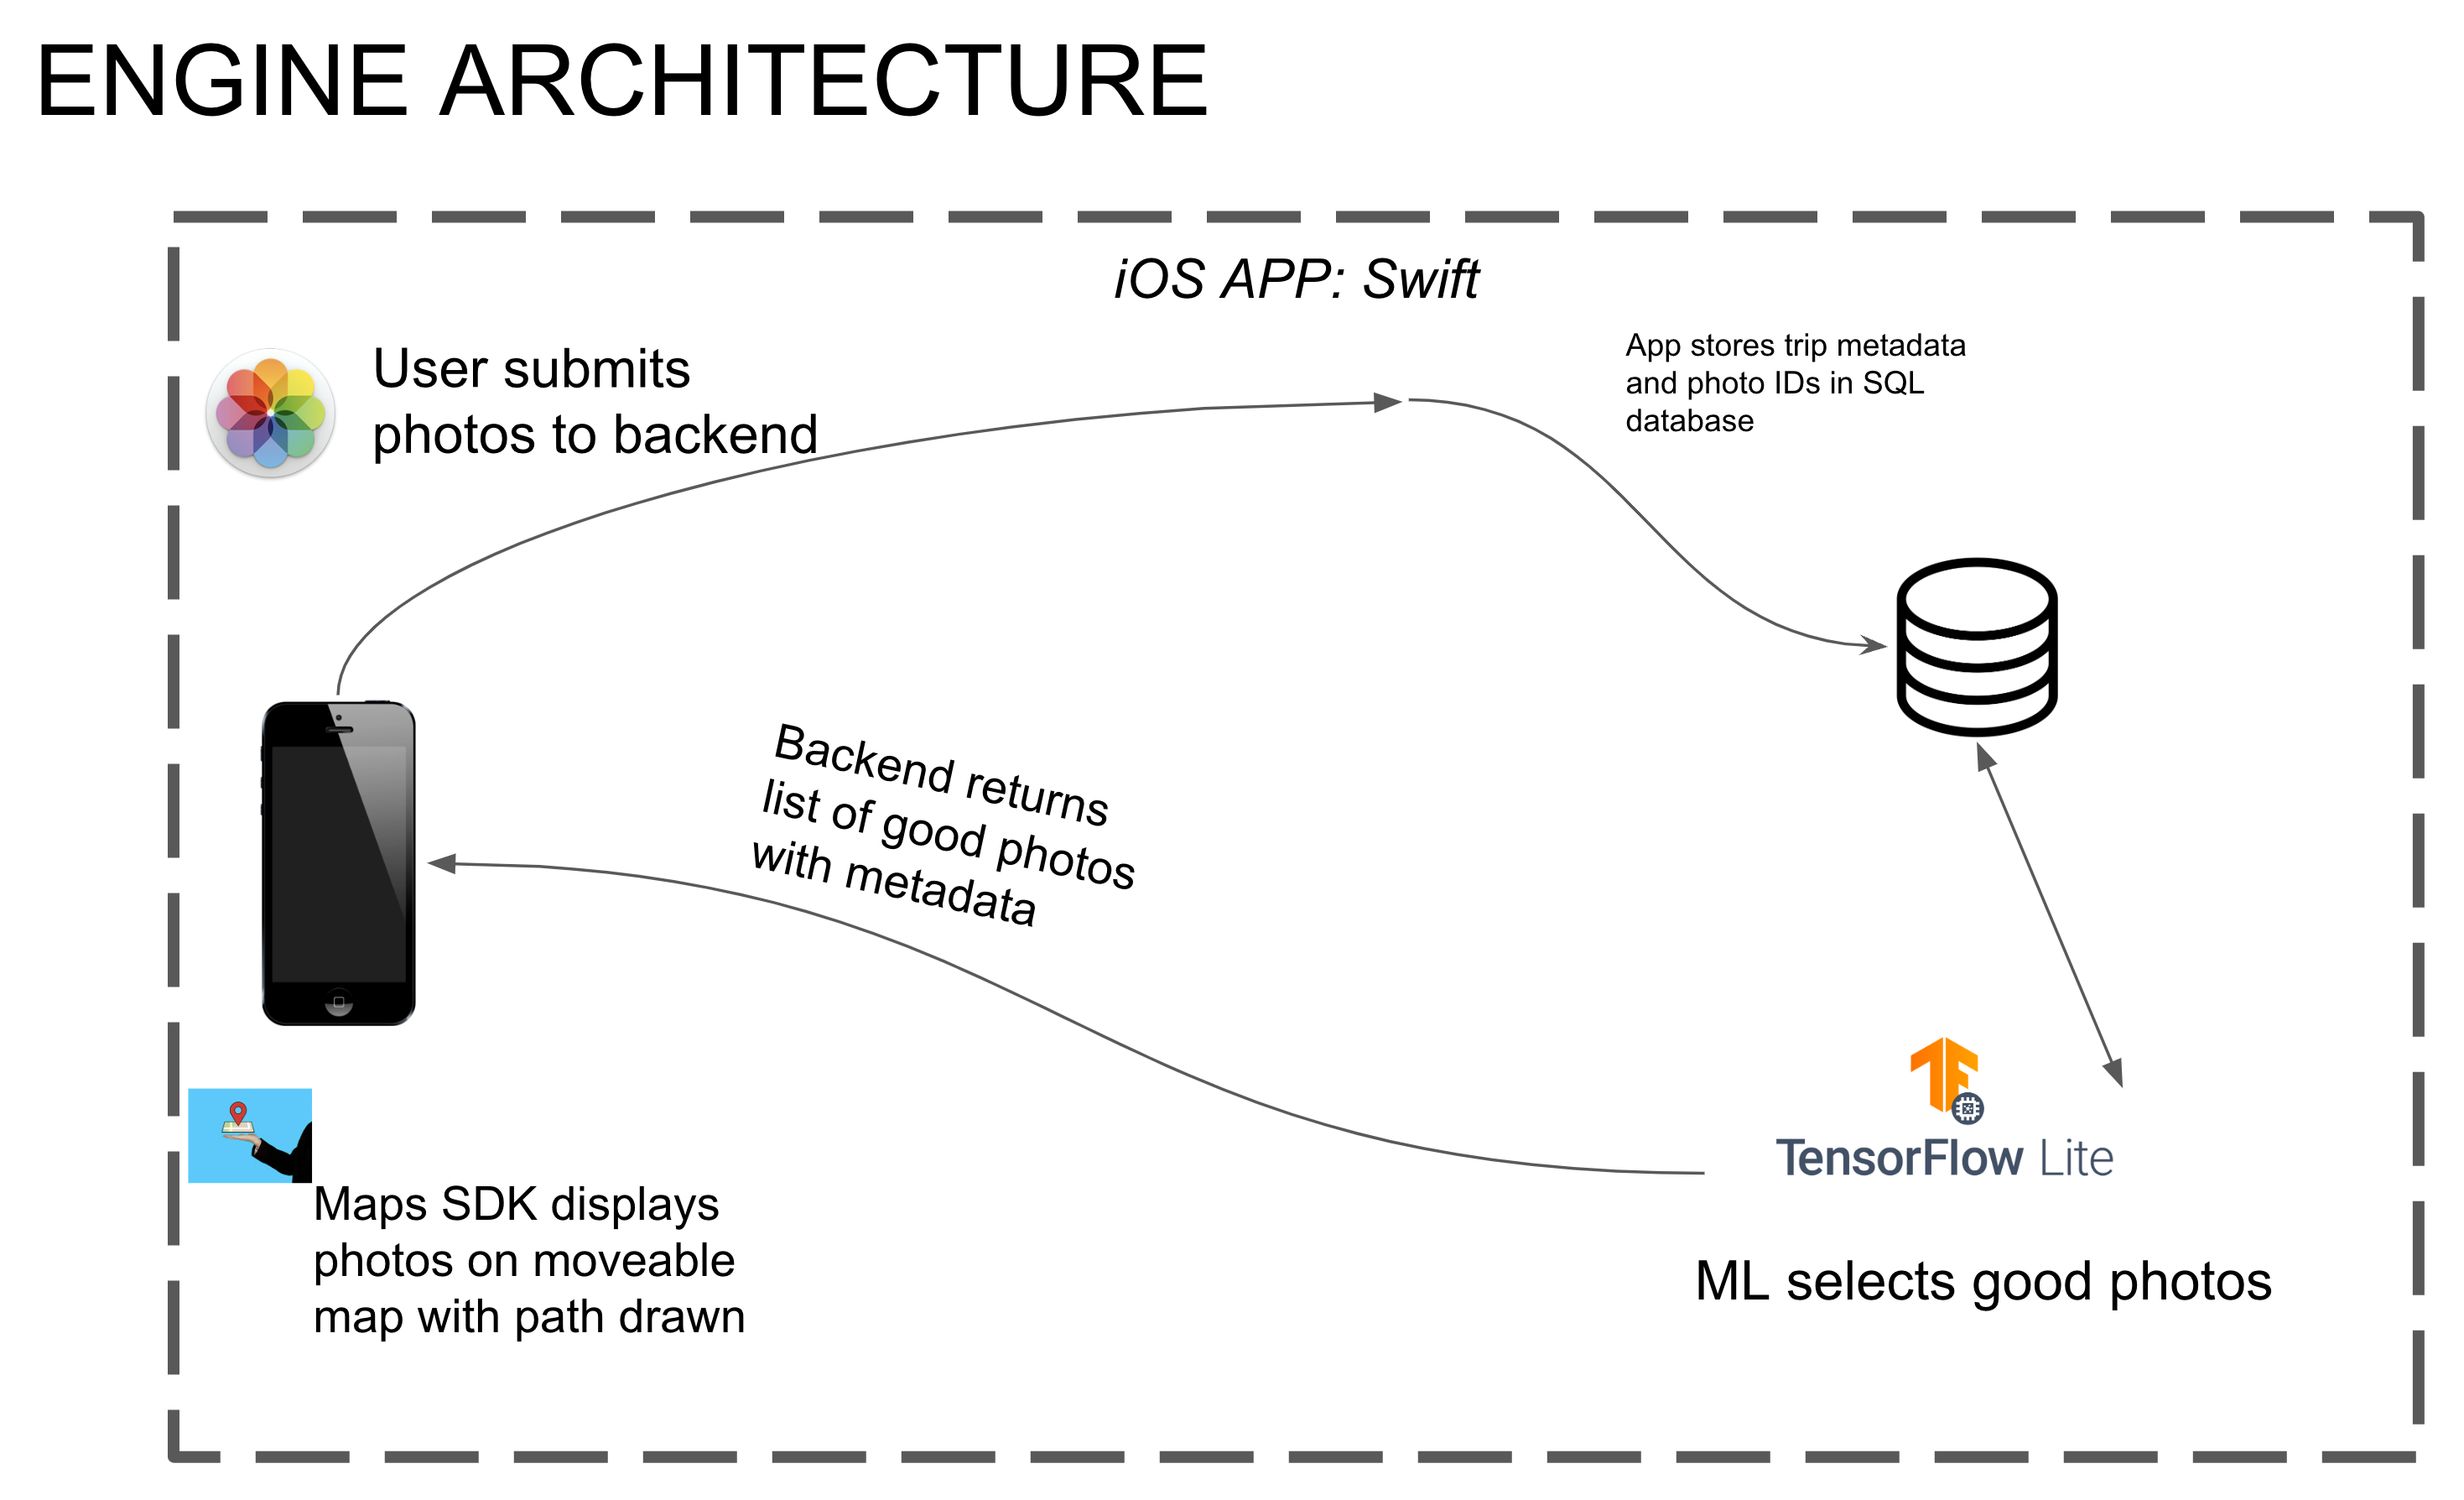 ENGINE ARCHITECTURE
iOS APP: Swift
User submits
photos to backend
App stores trip metadata
and photo IDs in SQL
database
Backend returns
list of good photos
with metadata
TensorFlow Lite
ML selects good photos
Maps SDK displays
photos on moveable
map with path drawn